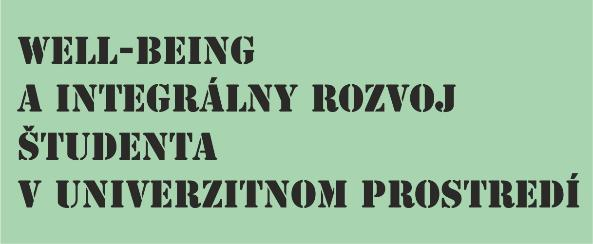 WELL-BEING
A INTEGRÁLNY ROZVOJ
ŠTUDENTA
V UNIVERZITNOM PROSTREDÍ